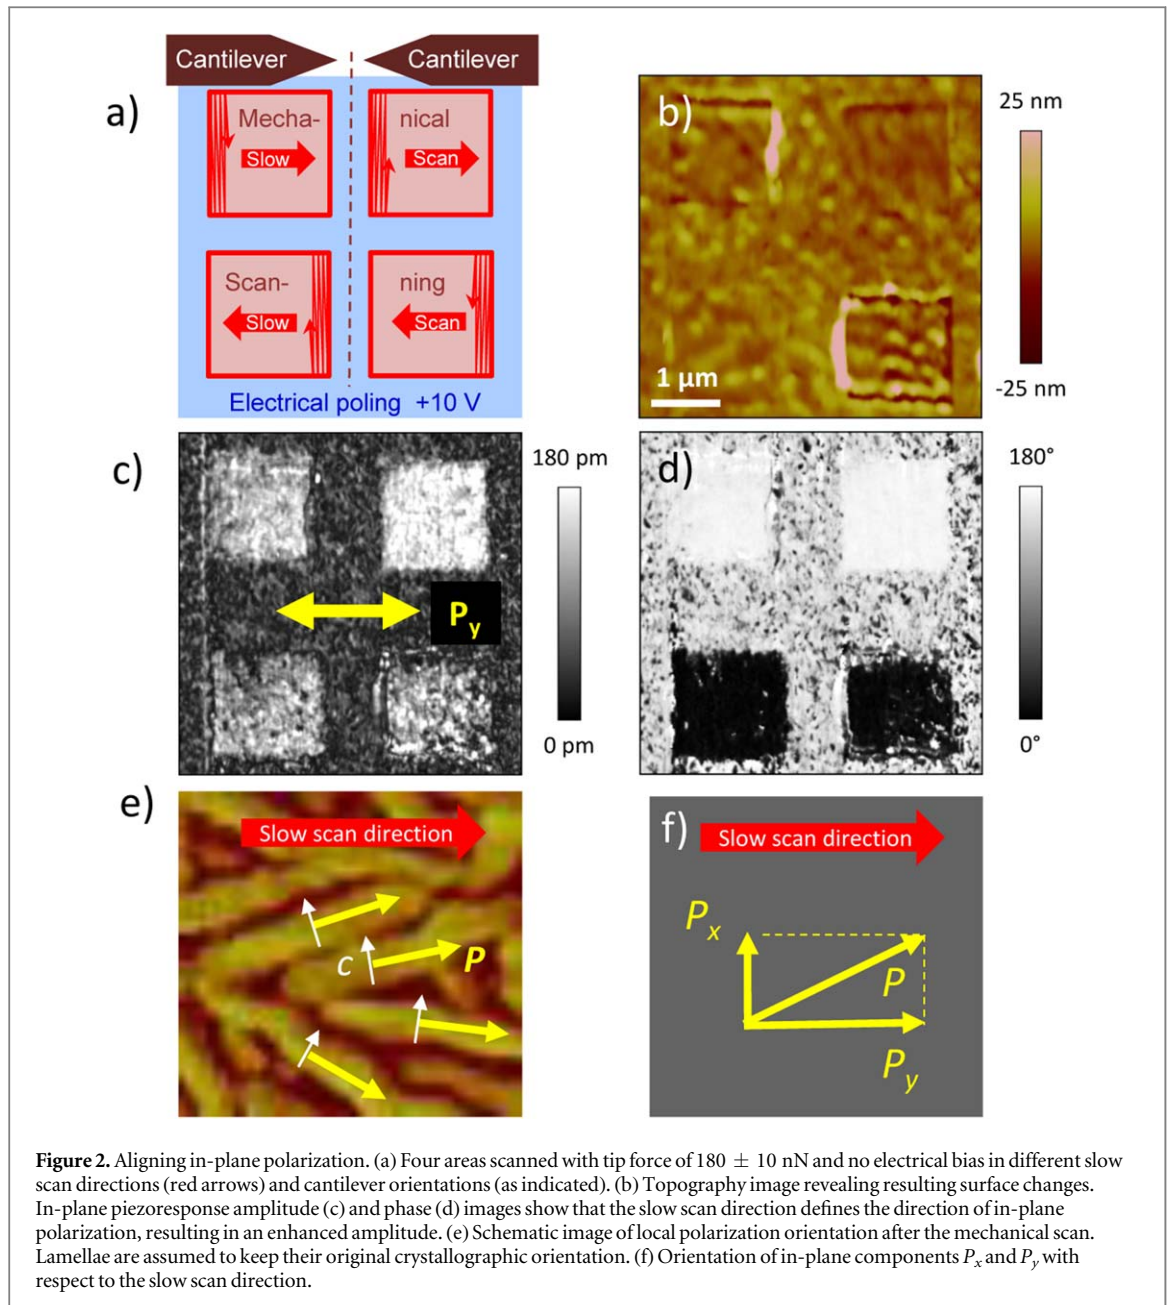 Cantilever
Cantilever
a)
Mecha-
nical
Slow
Scan
Scan-
ning
Slow
Scan
Electrical poling +10 V
b)
25 nm
-25 nm
1 µm
c)
180 pm
0 pm
Py
d)
180°
0°
e)
Slow scan direction
c
P
f)
Slow scan direction
Px
P
Py
Figure 2. Aligning in-plane polarization. (a) Four areas scanned with tip force of 180 ± 10 nN and no electrical bias in different slow
scan directions (red arrows) and cantilever orientations (as indicated). (b) Topography image revealing resulting surface changes.
In-plane piezoresponse amplitude (c) and phase (d) images show that the slow scan direction defines the direction of in-plane
polarization, resulting in an enhanced amplitude. (e) Schematic image of local polarization orientation after the mechanical scan.
Lamellae are assumed to keep their original crystallographic orientation. (f) Orientation of in-plane components Px and Py with
respect to the slow scan direction.